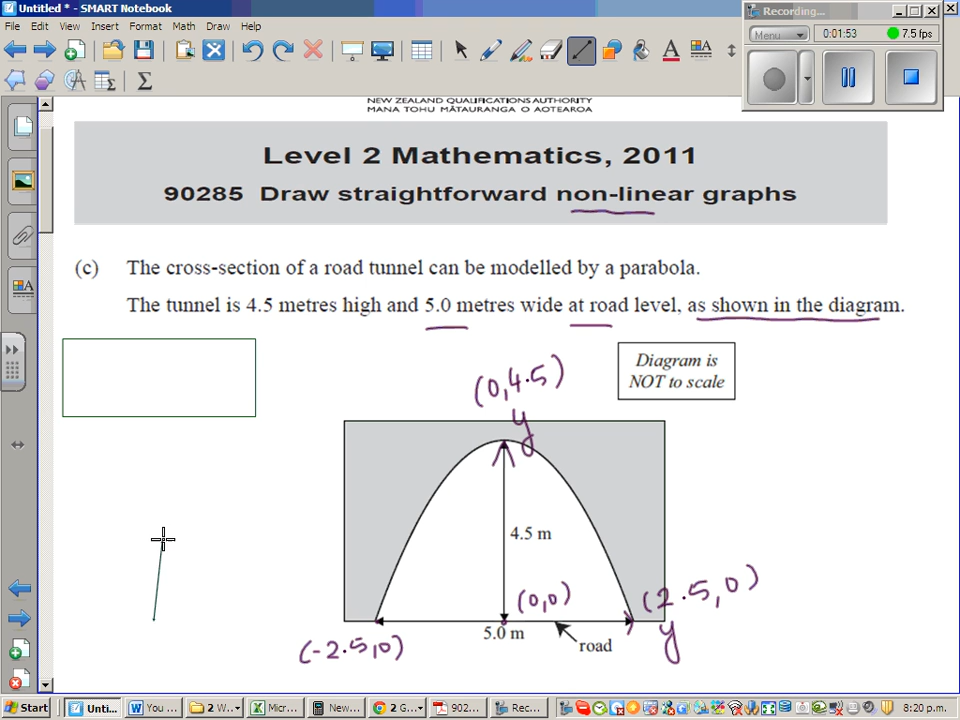 Untitled * - SMART Notebook
Recording...
File Edit View Insert Format Math Draw Help
Menu
0:01:53
7.5 fps
NEW ZEALAND QUALIFICATIONS AUTHORITY
MANA TOHU MĀTAURANGA O AOTEAROA
Level 2 Mathematics, 2011
90285 Draw straightforward non-linear graphs
(c) The cross-section of a road tunnel can be modelled by a parabola.
The tunnel is 4.5 metres high and 5.0 metres wide at road level, as shown in the diagram.
Diagram is
NOT to scale
(0,4.5)
y
4.5 m
(0,0)
(2.5,0)
5.0 m
y
road
(-2.5,0)
Start
Unti...
You ...
2 W...
Micr...
New...
2 G...
902...
Rec...
8:20 p.m.